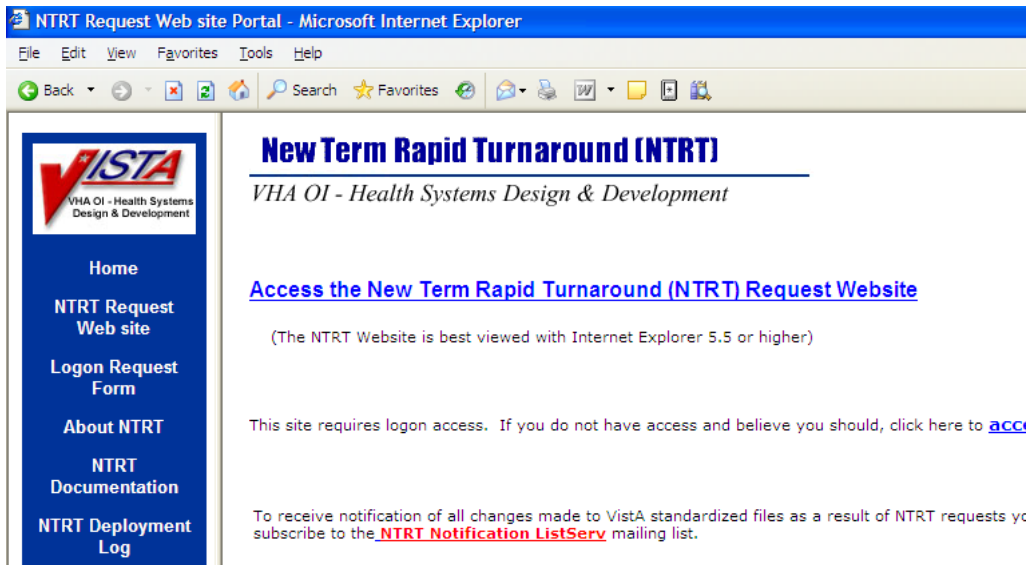 NTRT Request Web site Portal - Microsoft Internet Explorer
File Edit View Favorites Tools Help
Back Search Favorites
VISTA
VHA OI - Health Systems
Design & Development
Home
NTRT Request
Web site
Logon Request
Form
About NTRT
NTRT
Documentation
NTRT Deployment
Log
New Term Rapid Turnaround (NTRT)
VHA OI - Health Systems Design & Development
Access the New Term Rapid Turnaround (NTRT) Request Website
(The NTRT Website is best viewed with Internet Explorer 5.5 or higher)
This site requires logon access. If you do not have access and believe you should, click here to
To receive notification of all changes made to VistA standardized files as a result of NTRT requests
subscribe to the NTRT Notification ListServ mailing list.